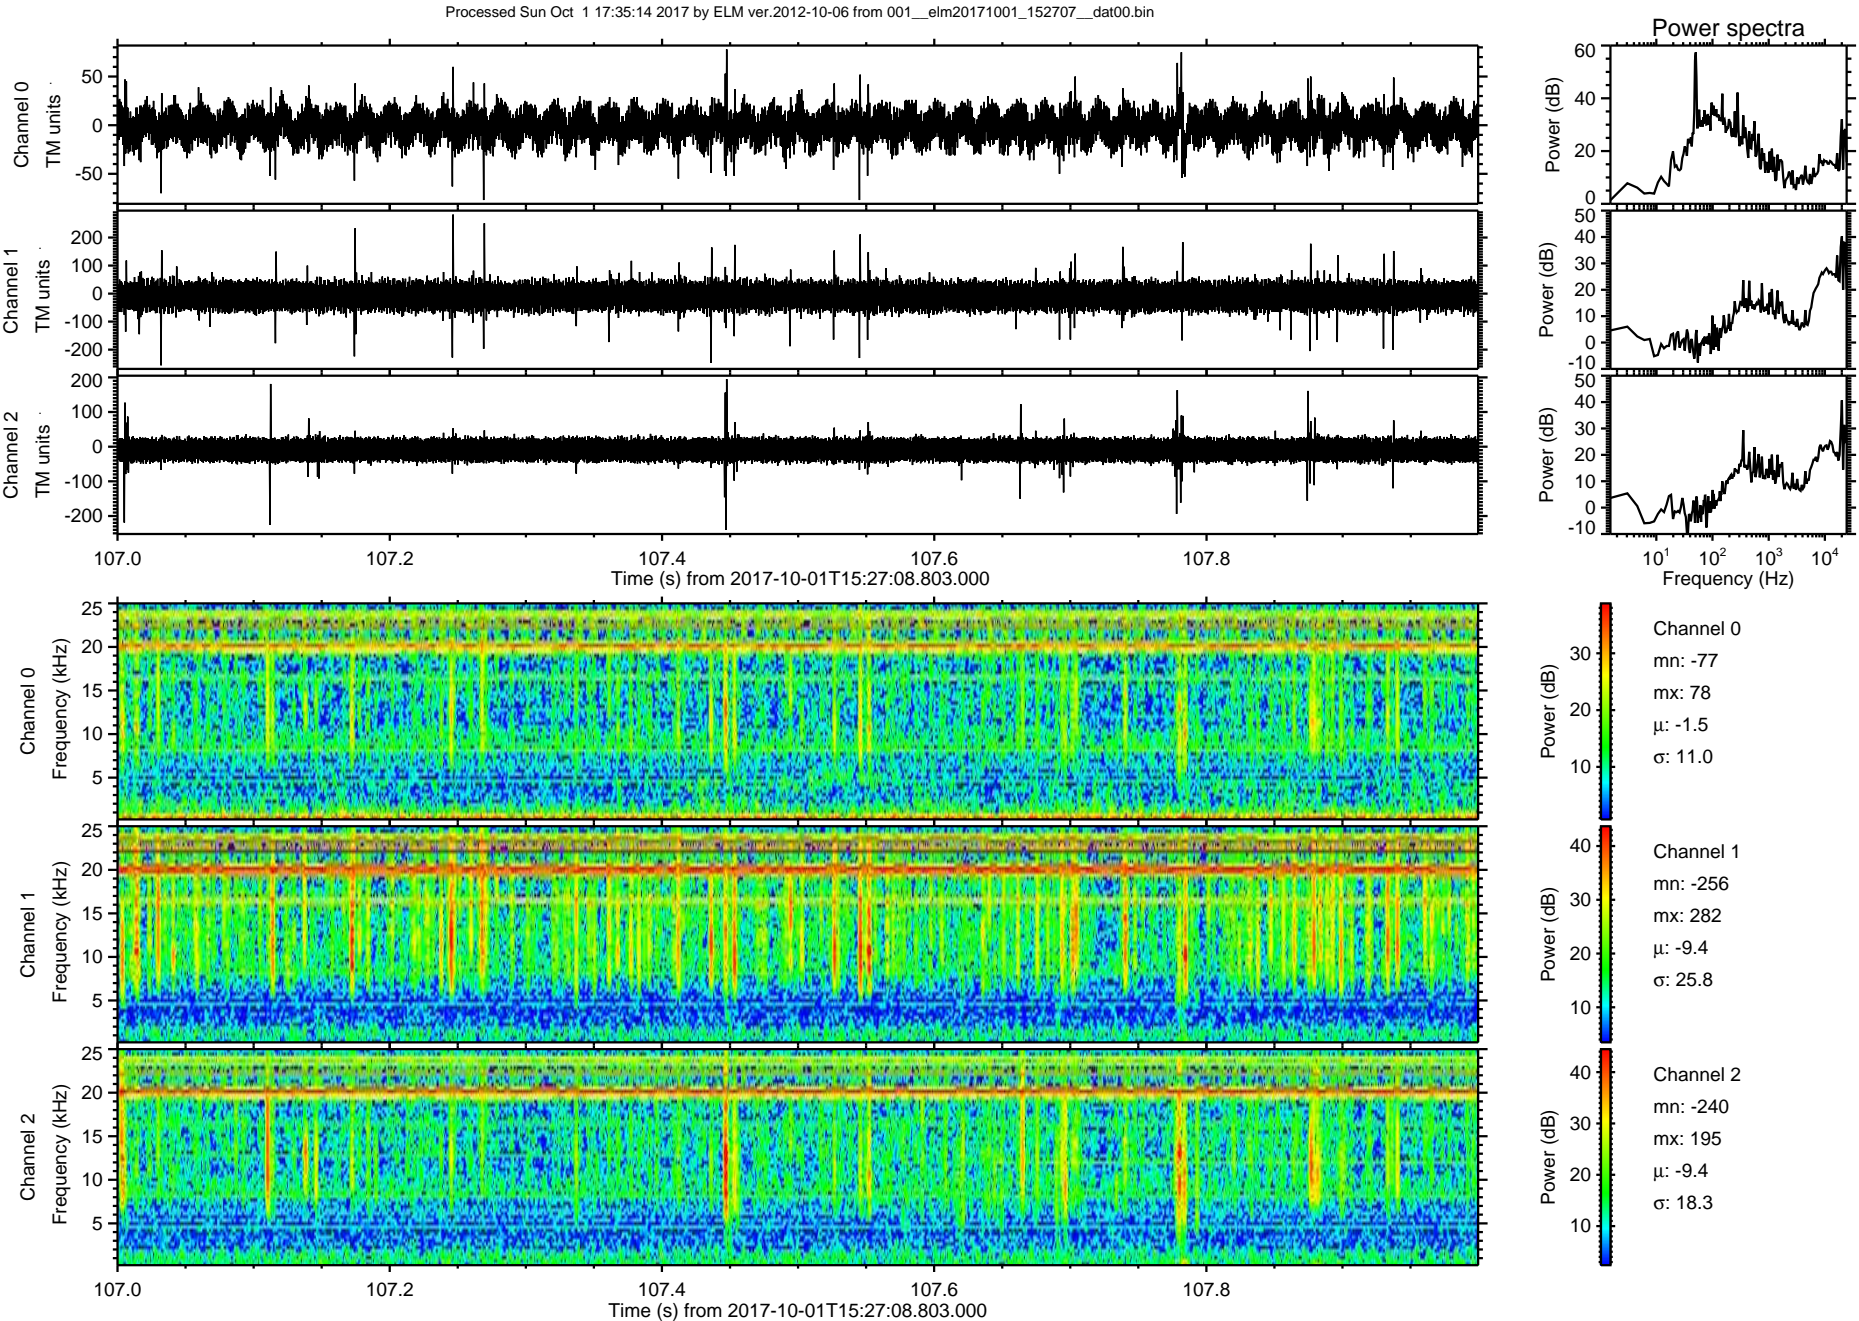 Processed Sun Oct  1 17:35:14 2017 by ELM ver.2012-10-06 from 001__elm20171001_152707__dat00.bin
Power spectra
Channel 0
TM units
50
0
-50
Power (dB)
60
40
20
0
Channel 1
TM units
200
100
0
-100
-200
Power (dB)
50
40
30
20
10
0
-10
Channel 2
TM units
200
100
0
-100
-200
Power (dB)
50
40
30
20
10
0
-10
107.0 107.2 107.4 107.6 107.8
Time (s) from 2017-10-01T15:27:08.803.000
10¹ 10² 10³ 10⁴
Frequency (Hz)
Channel 0
Frequency (kHz)
25
20
15
10
5
Power (dB)
30
20
10
Channel 0
mn: -77
mx: 78
μ: -1.5
σ: 11.0
Channel 1
Frequency (kHz)
25
20
15
10
5
Power (dB)
40
30
20
10
Channel 1
mn: -256
mx: 282
μ: -9.4
σ: 25.8
Channel 2
Frequency (kHz)
25
20
15
10
5
Power (dB)
40
30
20
10
Channel 2
mn: -240
mx: 195
μ: -9.4
σ: 18.3
107.0 107.2 107.4 107.6 107.8
Time (s) from 2017-10-01T15:27:08.803.000